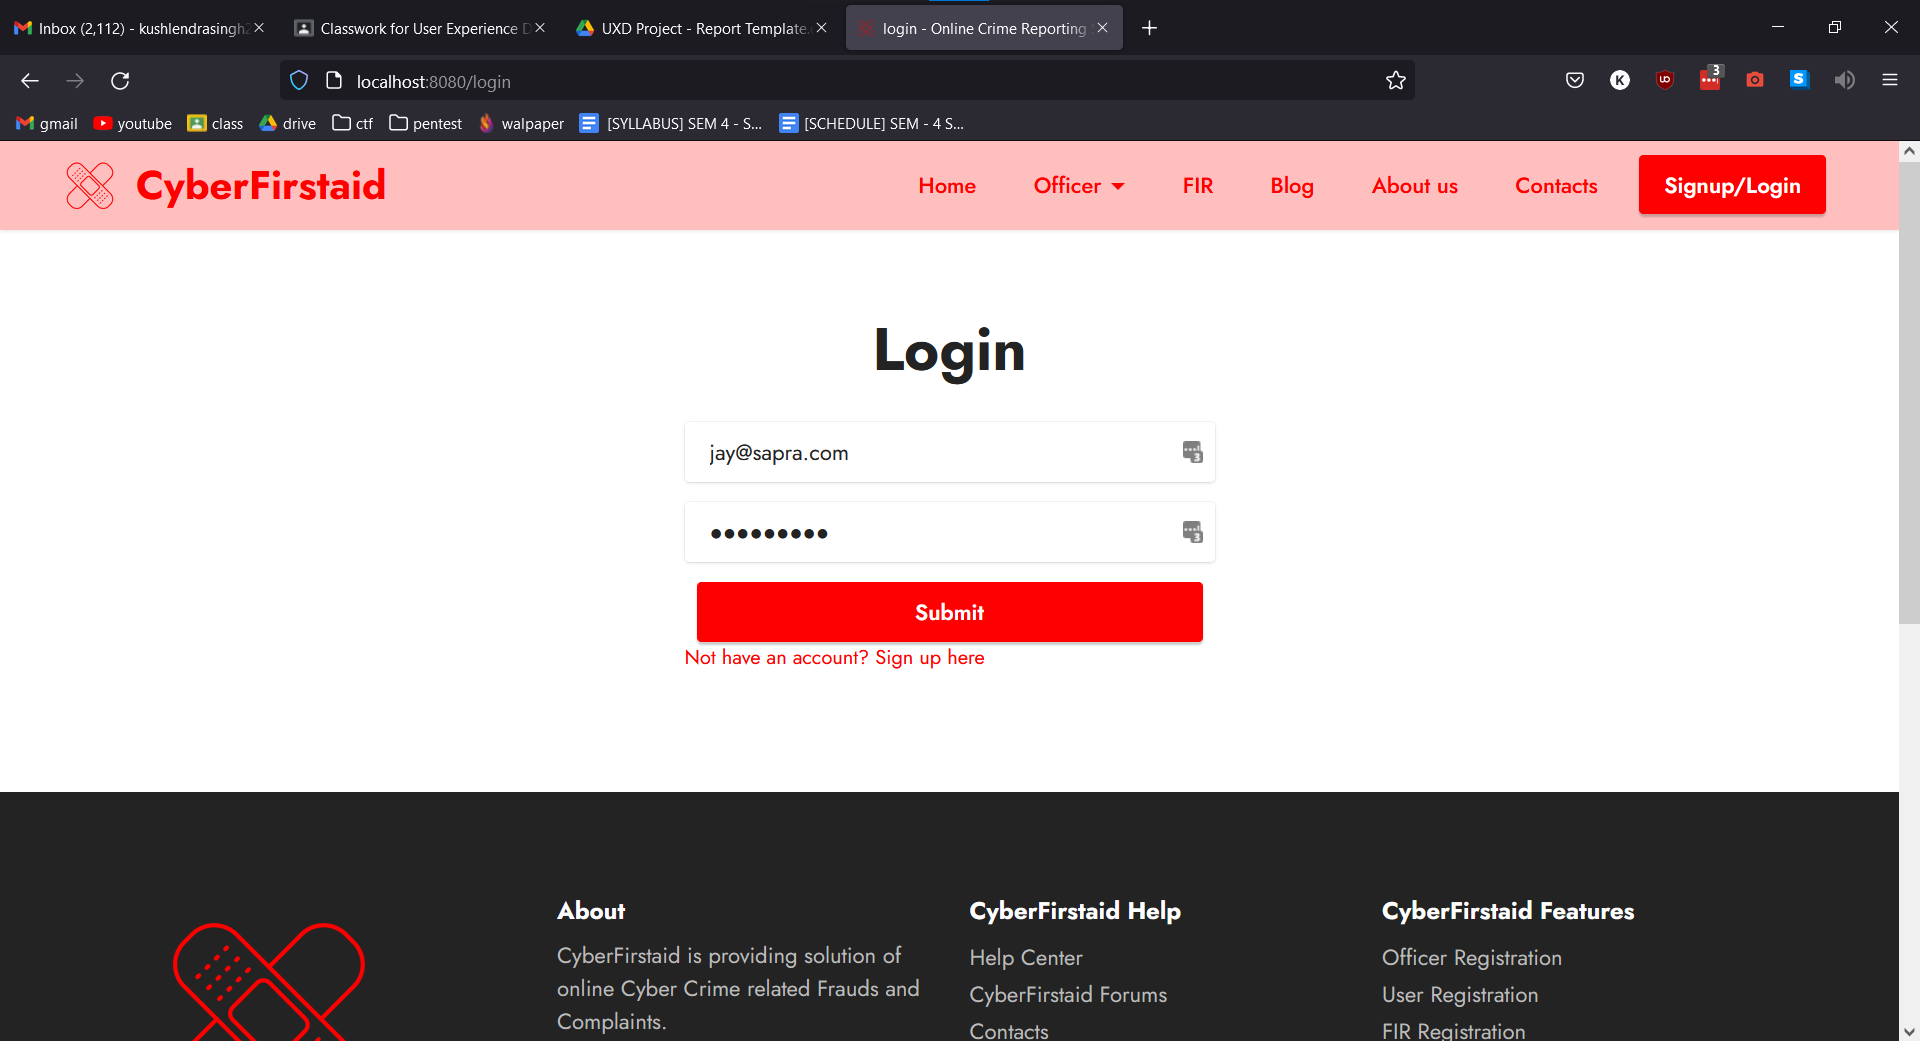 Inbox (2,112) - kushlendrasingh
Classwork for User Experience D
UXD Project - Report Template.
login - Online Crime Reporting
localhost:8080/login
3
gmail youtube class drive ctf pentest walpaper [SYLLABUS] SEM 4 - S... [SCHEDULE] SEM - 4 S...
CyberFirstaid
Home Officer FIR Blog About us Contacts Signup/Login
Login
jay@sapra.com
3
•••••••••
3
Submit
Not have an account? Sign up here
About
CyberFirstaid is providing solution of
online Cyber Crime related Frauds and
Complaints.
CyberFirstaid Help
Help Center
CyberFirstaid Forums
Contacts
CyberFirstaid Features
Officer Registration
User Registration
FIR Registration